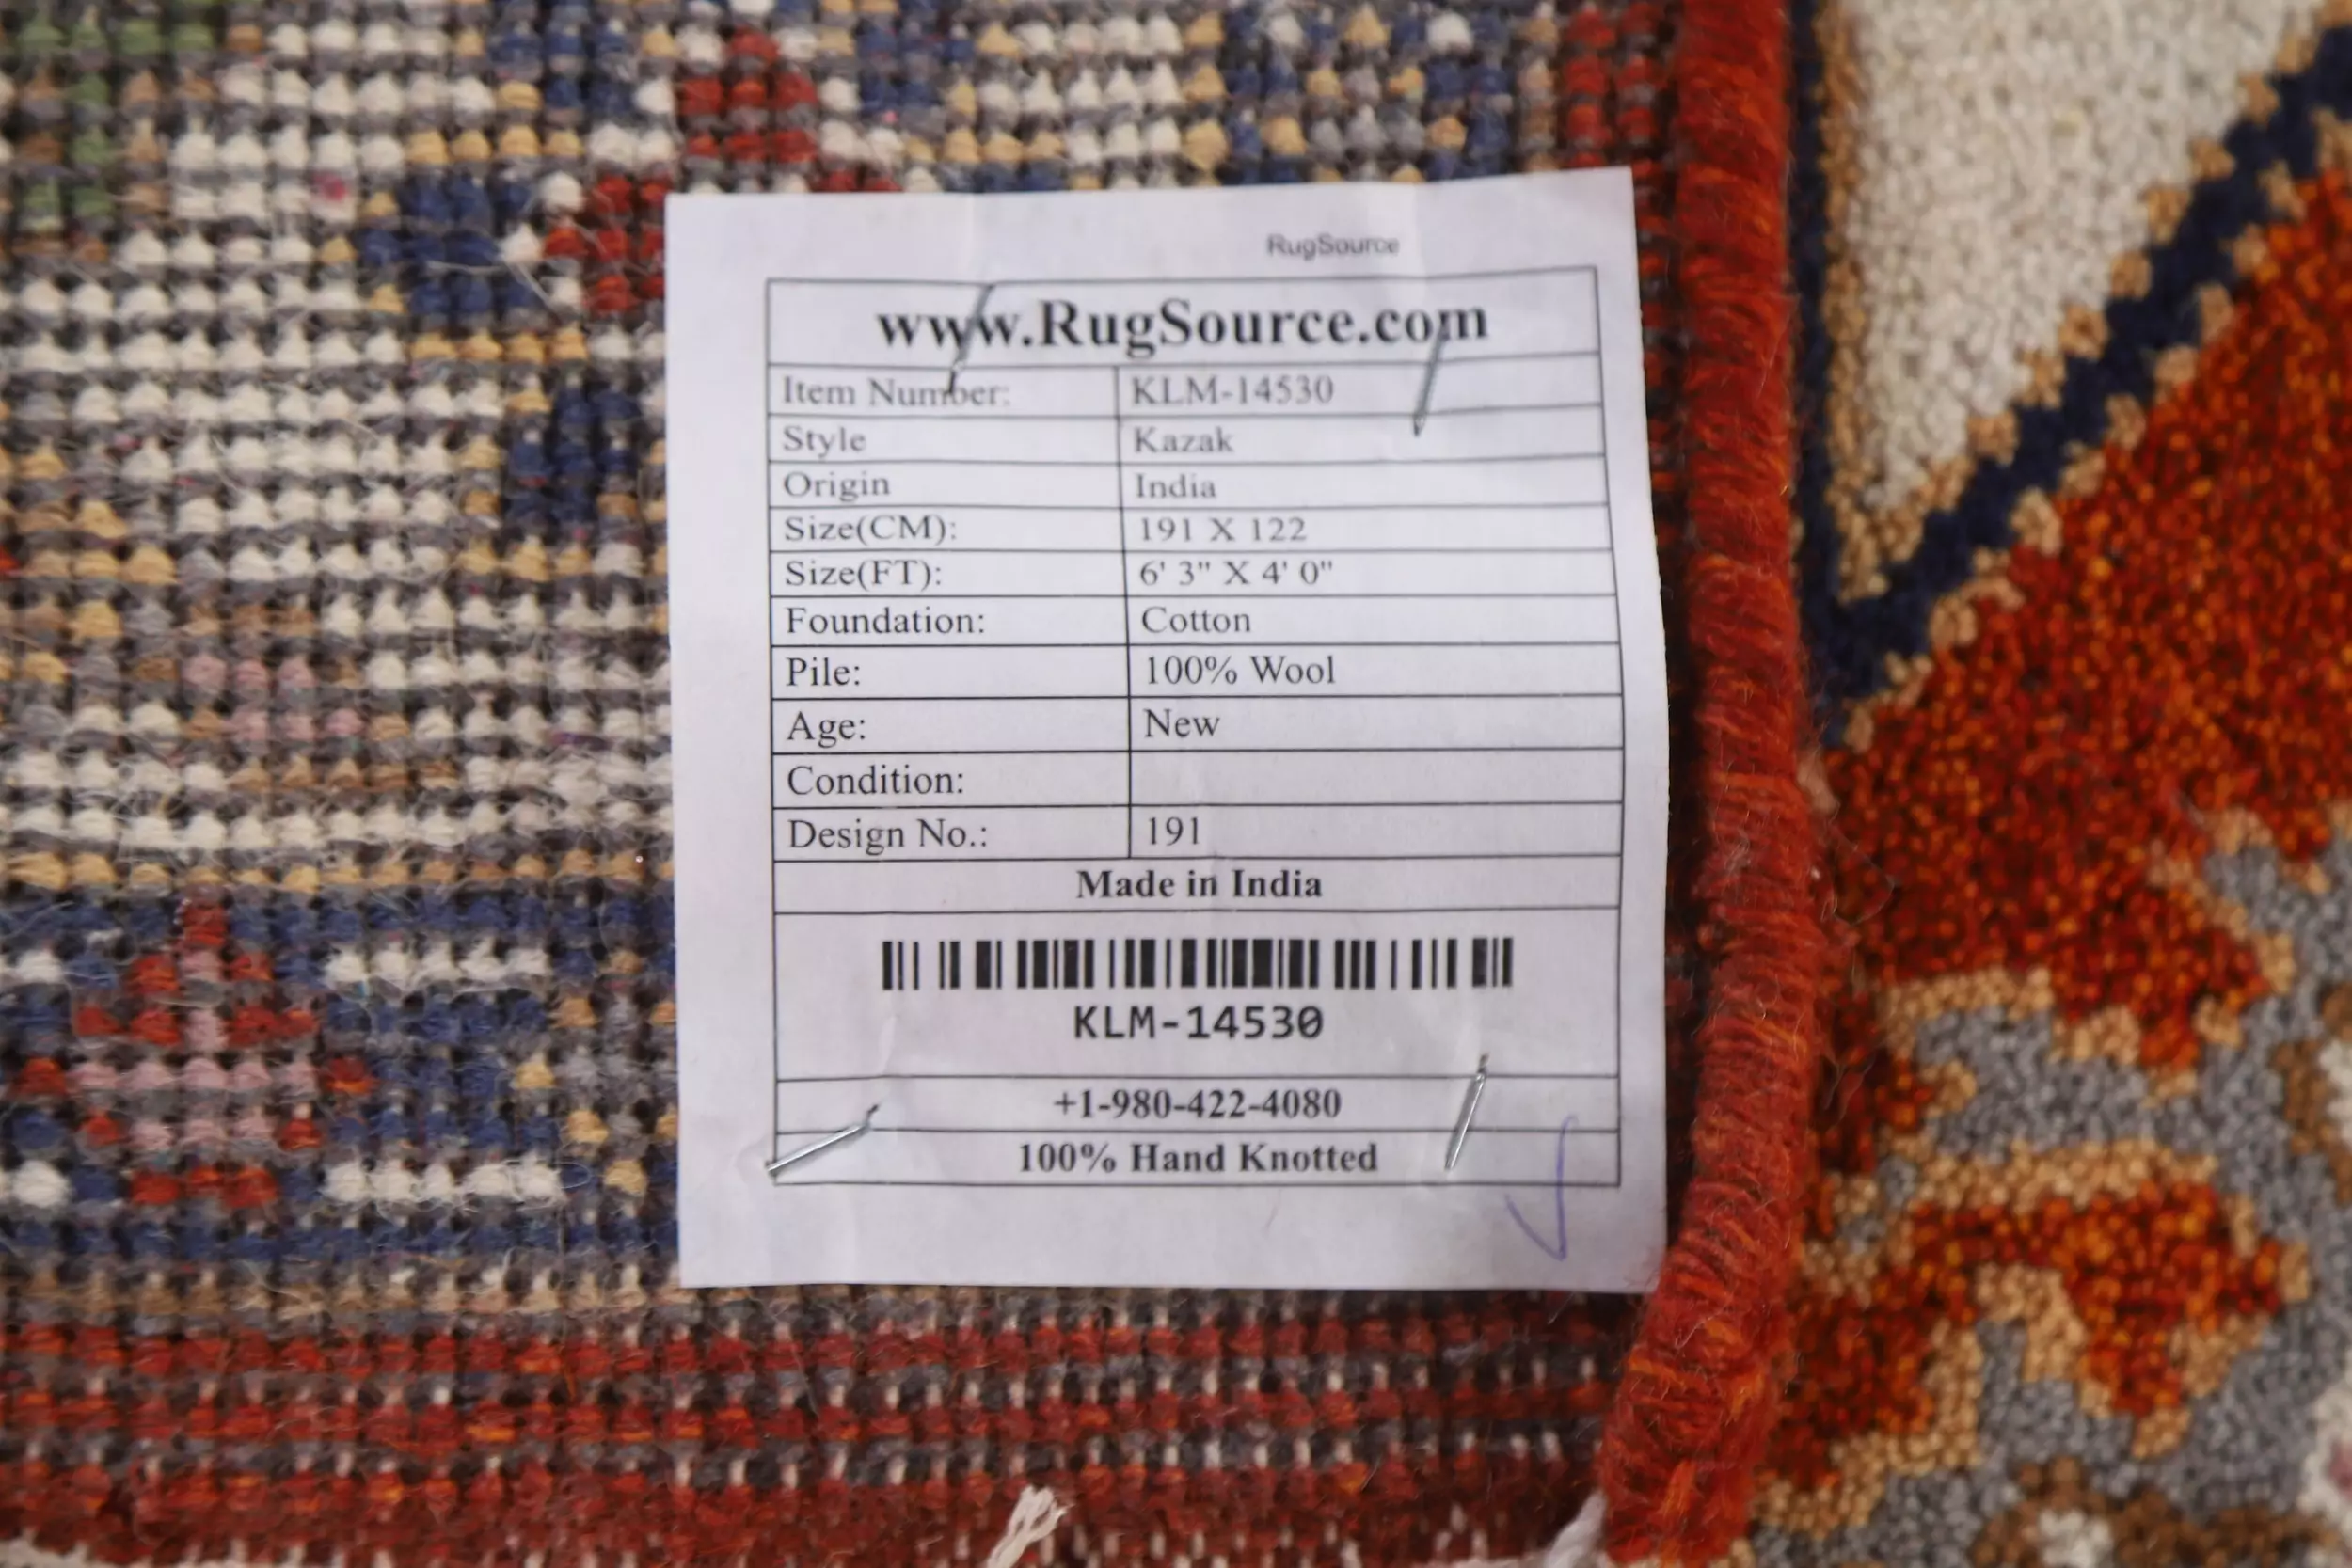 RugSource
www.RugSource.com
Item Number: KLM-14530
Style Kazak
Origin India
Size(CM): 191 X 122
Size(FT): 6' 3" X 4' 0"
Foundation: Cotton
Pile: 100% Wool
Age: New
Condition:
Design No.: 191
Made in India
KLM-14530
+1-980-422-4080
100% Hand Knotted